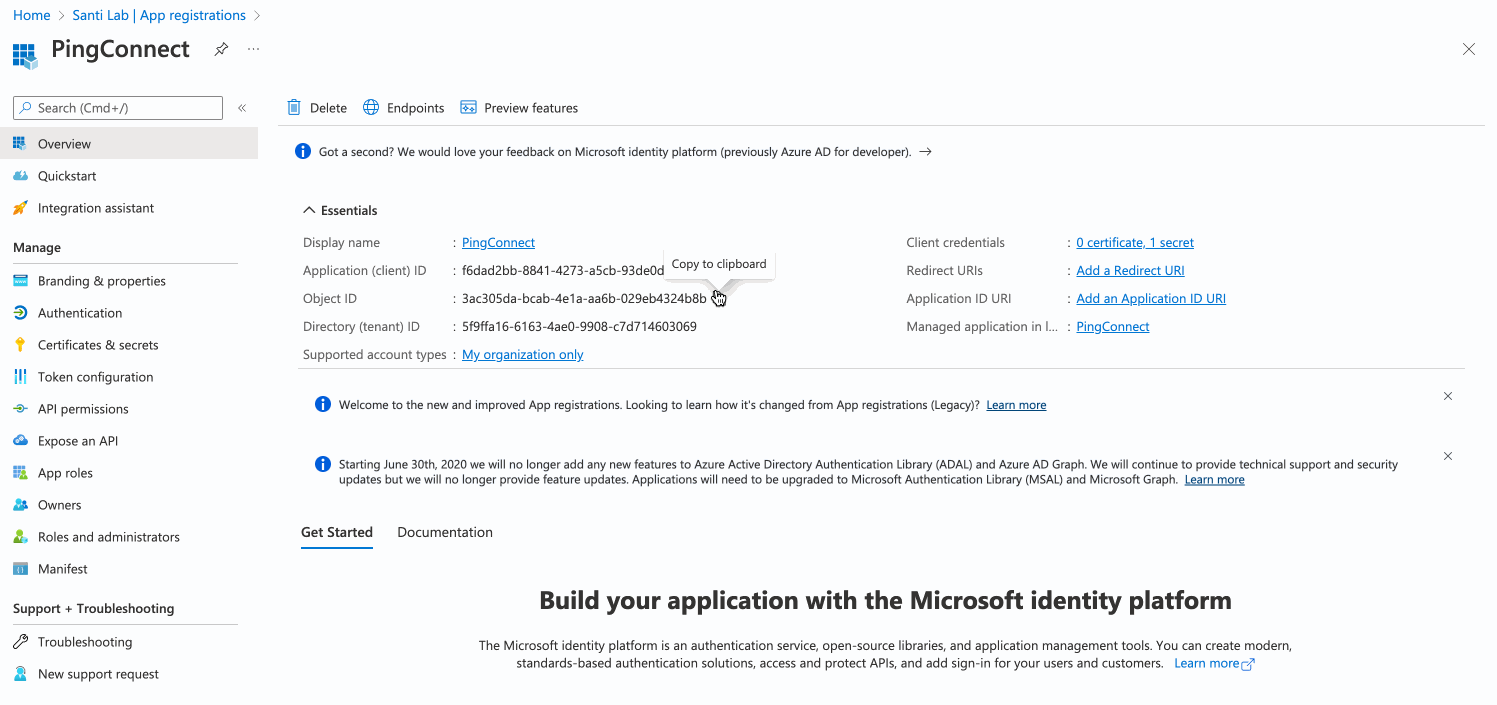 Home > Santi Lab | App registrations >
PingConnect
Search (Cmd+/)
«
Overview
Quickstart
Integration assistant
Manage
Branding & properties
Authentication
Certificates & secrets
Token configuration
API permissions
Expose an API
App roles
Owners
Roles and administrators
Manifest
Support + Troubleshooting
Troubleshooting
New support request
Delete Endpoints Preview features
Got a second? We would love your feedback on Microsoft identity platform (previously Azure AD for developer). →
Essentials
Display name : PingConnect
Application (client) ID : f6dad2bb-8841-4273-a5cb-93de0d
Copy to clipboard
Object ID : 3ac305da-bcab-4e1a-aa6b-029eb4324b8b
Directory (tenant) ID : 5f9ffa16-6163-4ae0-9908-c7d714603069
Supported account types : My organization only
Client credentials : 0 certificate, 1 secret
Redirect URIs : Add a Redirect URI
Application ID URI : Add an Application ID URI
Managed application in l... : PingConnect
Welcome to the new and improved App registrations. Looking to learn how it's changed from App registrations (Legacy)? Learn more
Starting June 30th, 2020 we will no longer add any new features to Azure Active Directory Authentication Library (ADAL) and Azure AD Graph. We will continue to provide technical support and security
updates but we will no longer provide feature updates. Applications will need to be upgraded to Microsoft Authentication Library (MSAL) and Microsoft Graph. Learn more
Get Started Documentation
Build your application with the Microsoft identity platform
The Microsoft identity platform is an authentication service, open-source libraries, and application management tools. You can create modern,
standards-based authentication solutions, access and protect APIs, and add sign-in for your users and customers. Learn more